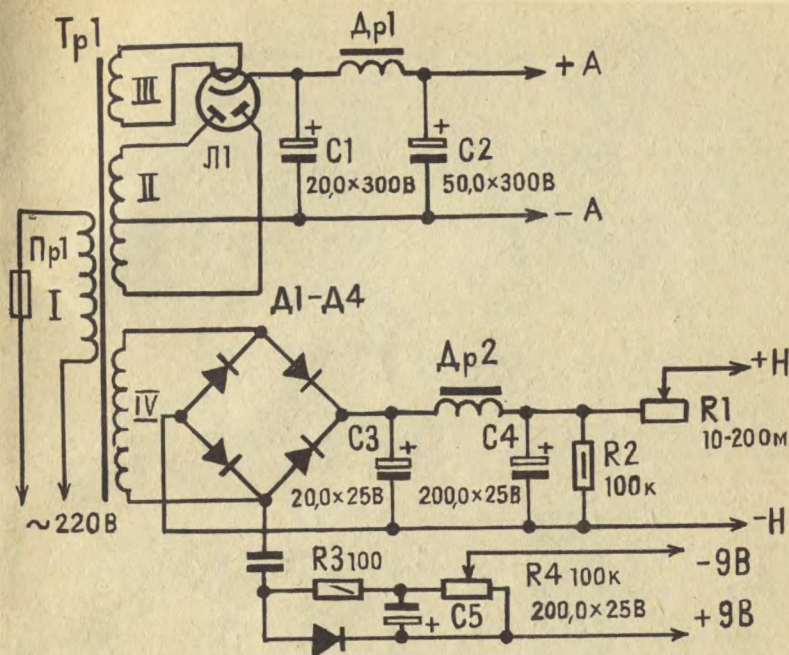 Тр1
Др1
+ А
III
Л1
С1
20,0×300В
С2
50,0×300В
II
- А
Пр1
I
Д1-Д4
IV
Др2
+Н
R1
10-200м
С3
20,0×25В
С4
200,0×25В
R2
100к
~220В
-Н
R3 100
-9В
R4 100к
С5
200,0×25В
+9В